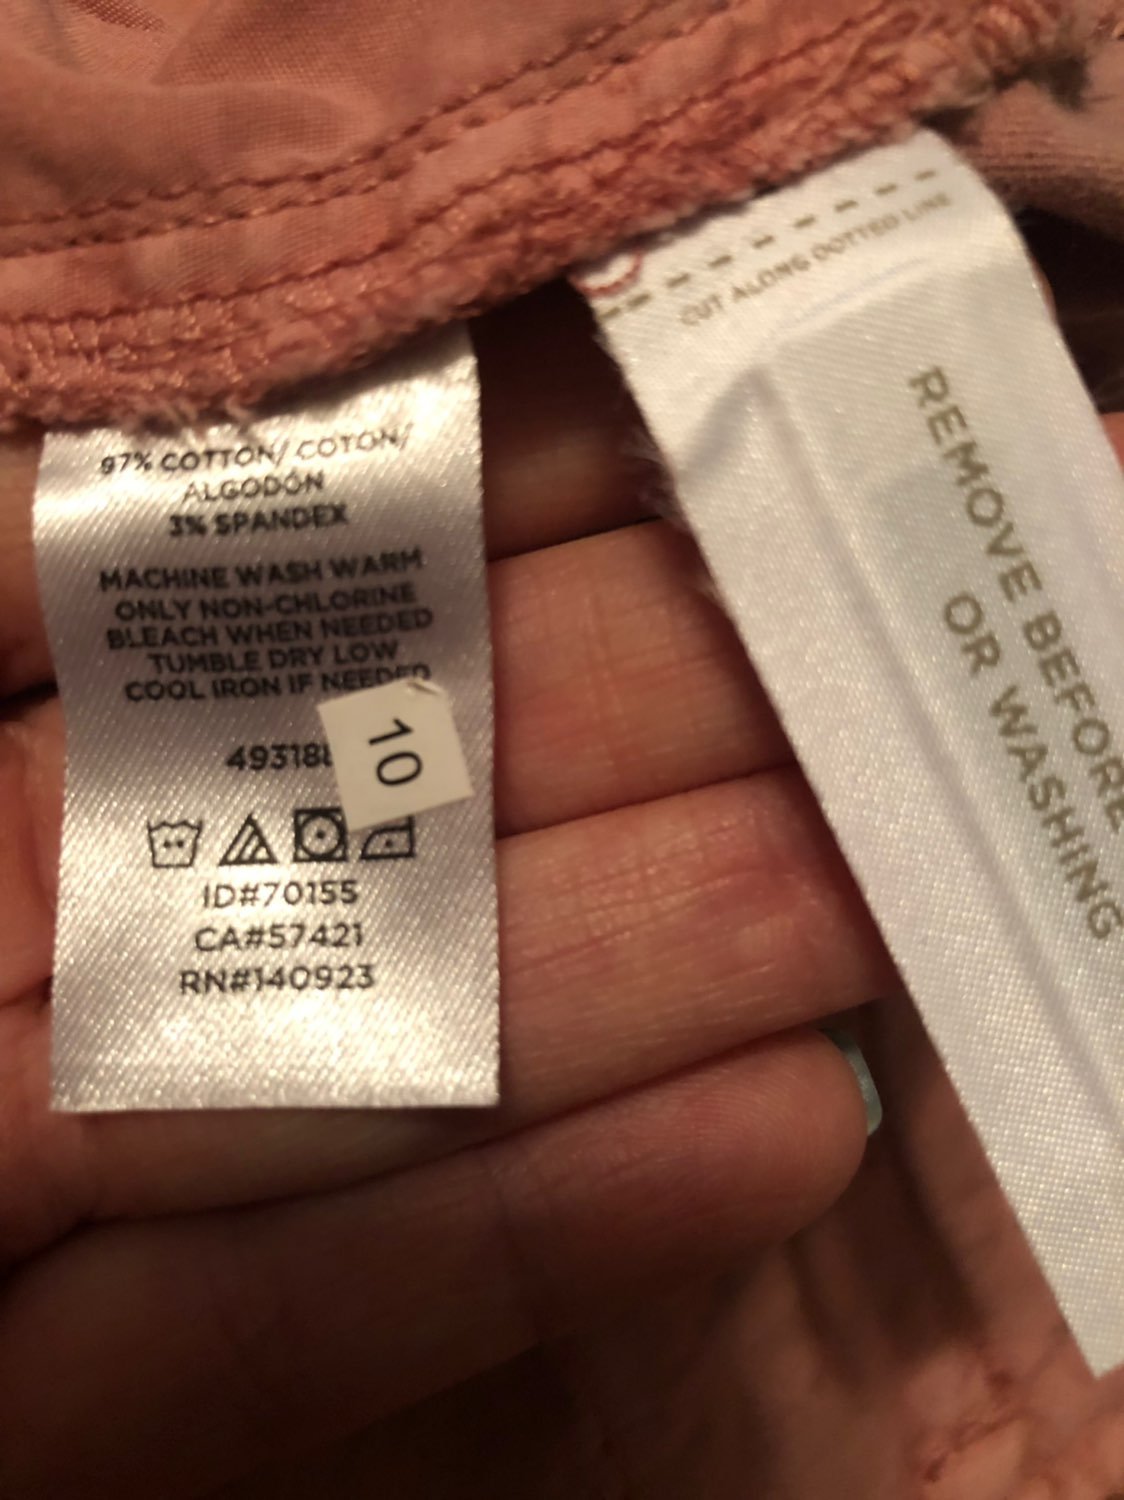 97% COTTON/ COTON/
ALGODÓN
3% SPANDEX
MACHINE WASH WARM
ONLY NON-CHLORINE
BLEACH WHEN NEEDED
TUMBLE DRY LOW
COOL IRON IF NEEDED
10
ID#70155
CA#57421
RN#140923
CUT ALONG DOTTED LINE
REMOVE BEFORE
OR WASHING